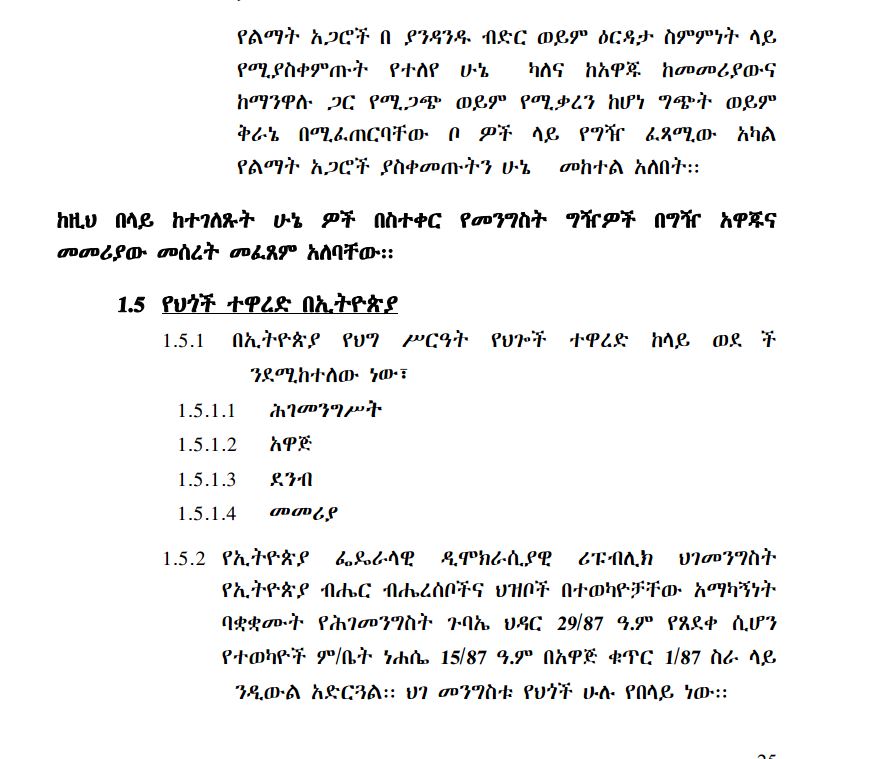 የልማት አጋሮች በ ያንዳንዱ ብድር ወይም ዕርዳታ ስምምነት ላይ
የሚያስቀምጡት የተለየ ሁኔ ካለና ከአዋጁ ከመመሪያውና
ከማንዋሉ ጋር የሚጋጭ ወይም የሚቃረን ከሆነ ግጭት ወይም
ቅራኔ በሚፈጠርባቸው ቦ ዎች ላይ የግዥ ፈጻሚው አካል
የልማት አጋሮች ያስቀመጡትን ሁኔ መከተል አለበት፡፡
ከዚህ በላይ ከተገለጹት ሁኔ ዎች በስተቀር የመንግስት ግዥዎች በግዥ አዋጁና
መመሪያው መሰረት መፈጸም አለባቸው፡፡
1.5 የህጎች ተዋረድ በኢትዮጵያ
1.5.1 በኢትዮጵያ የህግ ሥርዓት የህጐች ተዋረድ ከላይ ወደ ች
ንደሚከተለው ነው፣
1.5.1.1 ሕገመንግሥት
1.5.1.2 አዋጅ
1.5.1.3 ደንብ
1.5.1.4 መመሪያ
1.5.2 የኢትዮጵያ ፌዴራላዊ ዲሞክራሲያዊ ሪፑብሊክ ህገመንግስት
የኢትዮጵያ ብሔር ብሔረሰቦችና ህዝቦች በተወካዮቻቸው አማካኝነት
ባቋቋሙት የሕገመንግስት ጉባኤ ህዳር 29/87 ዓ.ም የጸደቀ ሲሆን
የተወካዮች ም/ቤት ነሐሴ 15/87 ዓ.ም በአዋጅ ቁጥር 1/87 ስራ ላይ
ንዲውል አድርጓል፡፡ ህገ መንግስቱ የህጎች ሁሉ የበላይ ነው፡፡